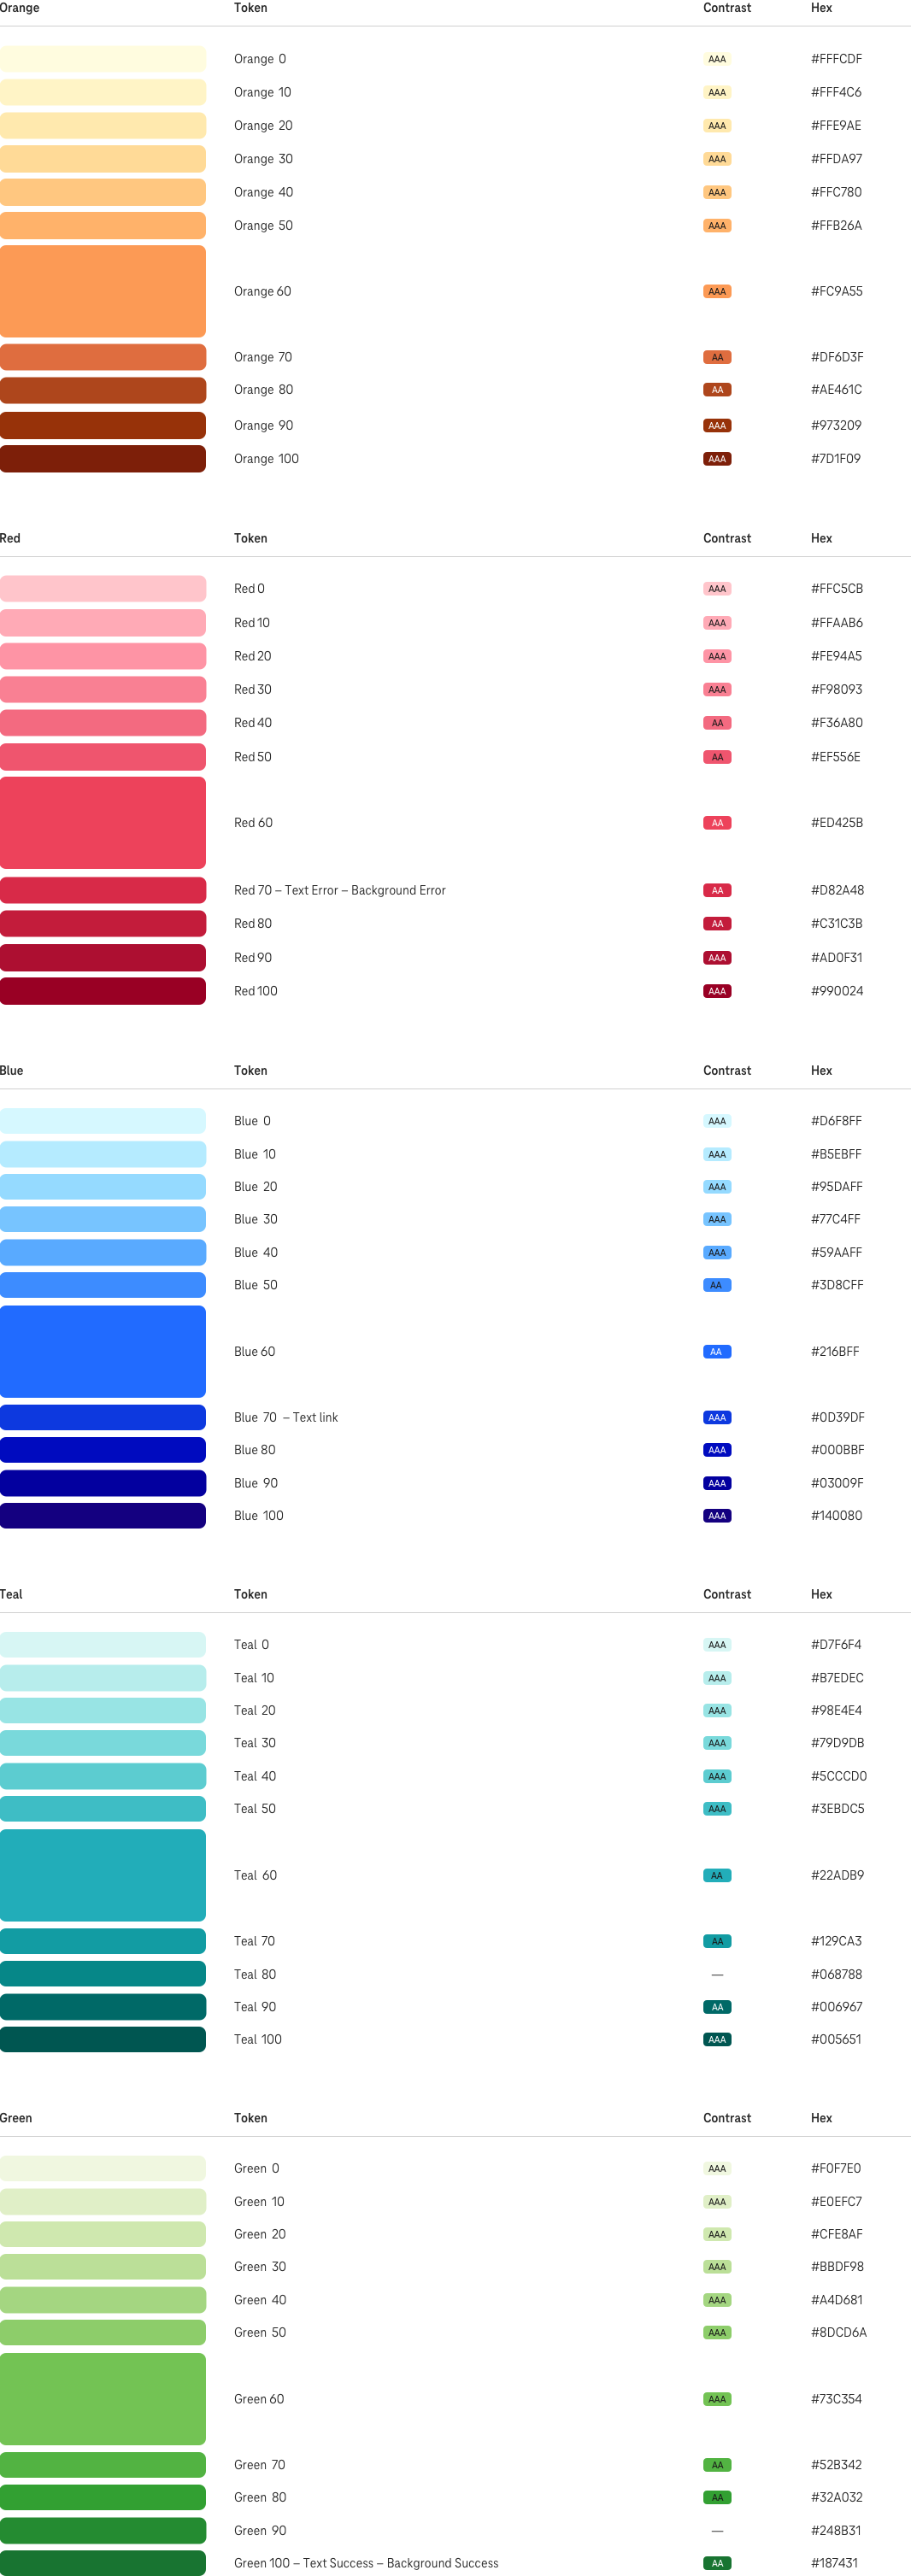 Orange Token Contrast Hex
Orange 0 AAA #FFFCDF
Orange 10 AAA #FFF4C6
Orange 20 AAA #FFE9AE
Orange 30 AAA #FFDA97
Orange 40 AAA #FFC780
Orange 50 AAA #FFB26A
Orange 60 AAA #FC9A55
Orange 70 AA #DF6D3F
Orange 80 AA #AE461C
Orange 90 AAA #973209
Orange 100 AAA #7D1F09
Red Token Contrast Hex
Red 0 AAA #FFC5CB
Red 10 AAA #FFAAB6
Red 20 AAA #FE94A5
Red 30 AAA #F98093
Red 40 AA #F36A80
Red 50 AA #EF556E
Red 60 AA #ED425B
Red 70 – Text Error – Background Error AA #D82A48
Red 80 AA #C31C3B
Red 90 AAA #AD0F31
Red 100 AAA #990024
Blue Token Contrast Hex
Blue 0 AAA #D6F8FF
Blue 10 AAA #B5EBFF
Blue 20 AAA #95DAFF
Blue 30 AAA #77C4FF
Blue 40 AAA #59AAFF
Blue 50 AA #3D8CFF
Blue 60 AA #216BFF
Blue 70 – Text link AAA #0D39DF
Blue 80 AAA #000BBF
Blue 90 AAA #03009F
Blue 100 AAA #140080
Teal Token Contrast Hex
Teal 0 AAA #D7F6F4
Teal 10 AAA #B7EDEC
Teal 20 AAA #98E4E4
Teal 30 AAA #79D9DB
Teal 40 AAA #5CCCD0
Teal 50 AAA #3EBDC5
Teal 60 AA #22ADB9
Teal 70 AA #129CA3
Teal 80 — #068788
Teal 90 AA #006967
Teal 100 AAA #005651
Green Token Contrast Hex
Green 0 AAA #F0F7E0
Green 10 AAA #E0EFC7
Green 20 AAA #CFE8AF
Green 30 AAA #BBDF98
Green 40 AAA #A4D681
Green 50 AAA #8DCD6A
Green 60 AAA #73C354
Green 70 AA #52B342
Green 80 AA #32A032
Green 90 — #248B31
Green 100 – Text Success – Background Success AA #187431